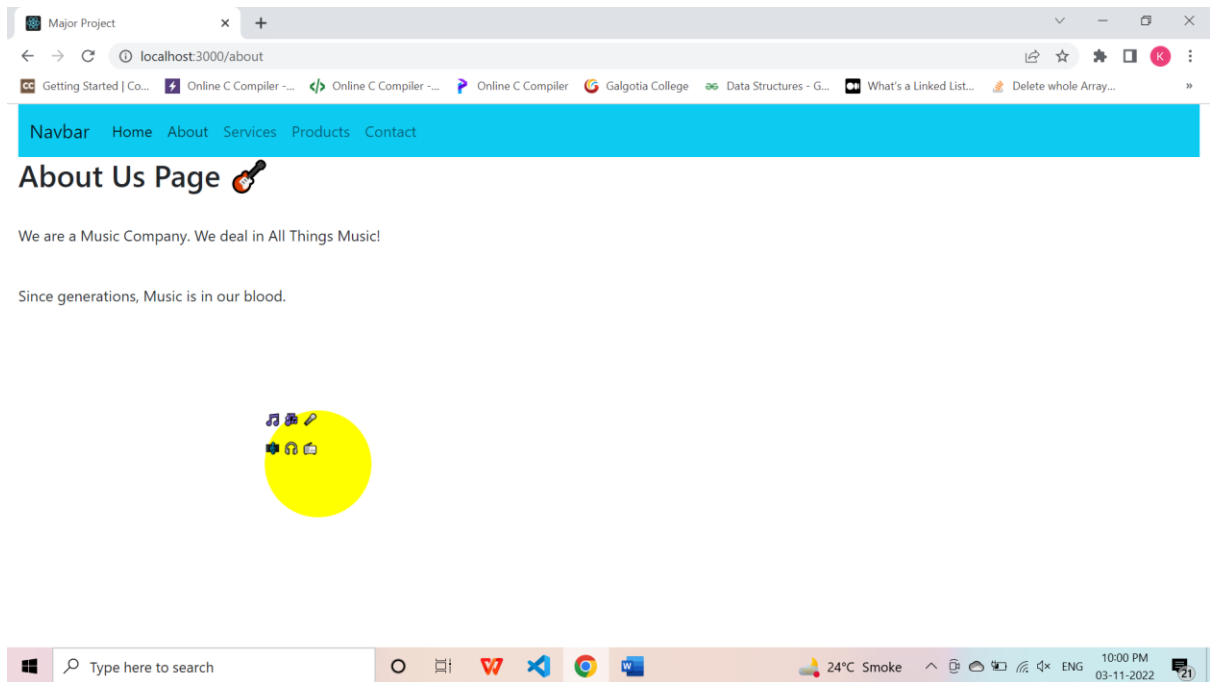 Major Project
localhost:3000/about
K
CC Getting Started | Co... Online C Compiler -... Online C Compiler -... Online C Compiler Galgotia College Data Structures - G... What's a Linked List... Delete whole Array... »
Navbar Home About Services Products Contact
About Us Page 🎸
We are a Music Company. We deal in All Things Music!
Since generations, Music is in our blood.
Type here to search
W
24°C Smoke
ENG
10:00 PM
03-11-2022
21